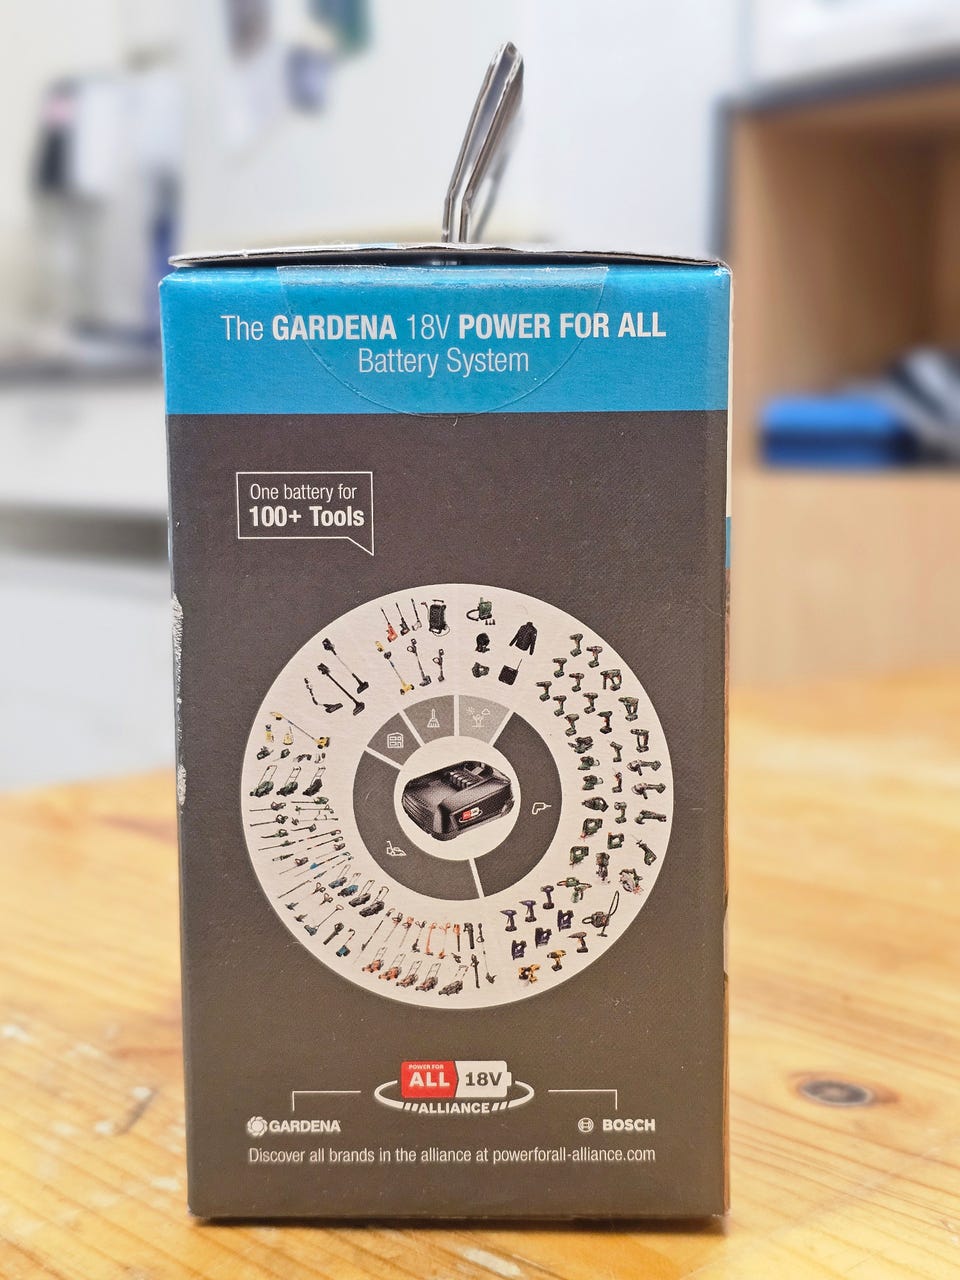 The GARDENA 18V POWER FOR ALL
Battery System
One battery for
100+ Tools
POWER FOR
ALL 18V
ALLIANCE
GARDENA
BOSCH
Discover all brands in the alliance at powerforall-alliance.com